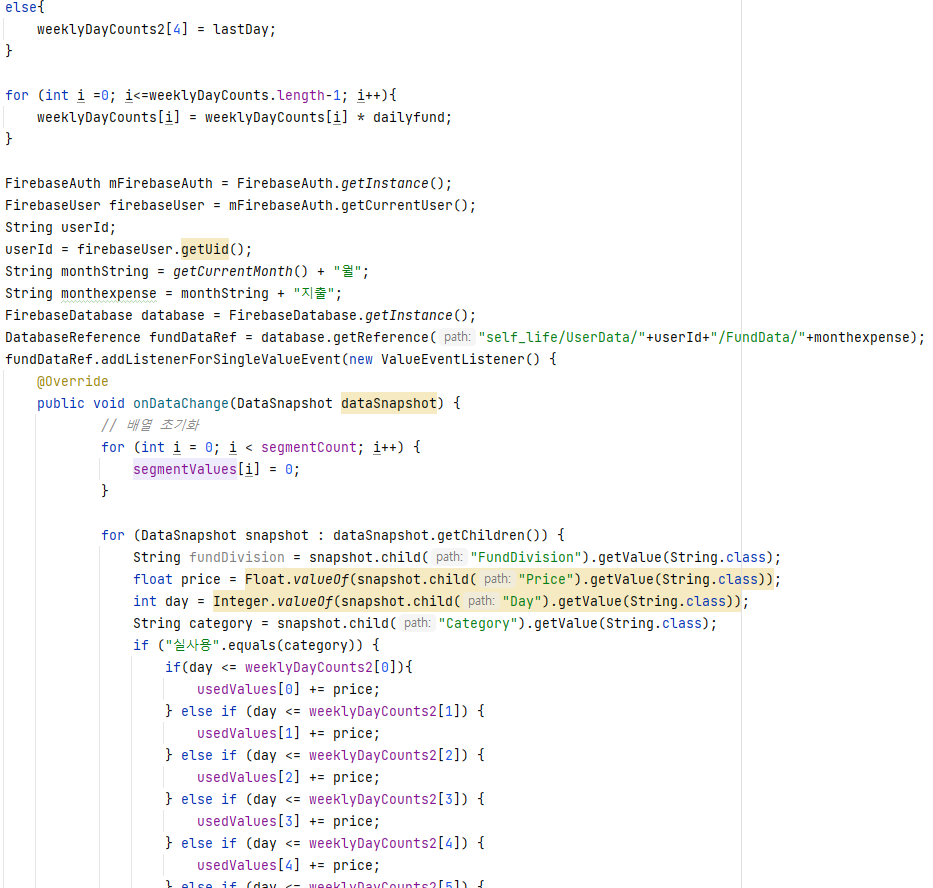 else{
weeklyDayCounts2[4] = lastDay;
}
for (int i =0; i<=weeklyDayCounts.length-1; i++){
weeklyDayCounts[i] = weeklyDayCounts[i] * dailyfund;
}
FirebaseAuth mFirebaseAuth = FirebaseAuth.getInstance();
FirebaseUser firebaseUser = mFirebaseAuth.getCurrentUser();
String userId;
userId = firebaseUser.getUid();
String monthString = getCurrentMonth() + "월";
String monthexpense = monthString + "지출";
FirebaseDatabase database = FirebaseDatabase.getInstance();
DatabaseReference fundDataRef = database.getReference( path: "self_life/UserData/"+userId+"/FundData/"+monthexpense);
fundDataRef.addListenerForSingleValueEvent(new ValueEventListener() {
@Override
public void onDataChange(DataSnapshot dataSnapshot) {
// 배열 초기화
for (int i = 0; i < segmentCount; i++) {
segmentValues[i] = 0;
}
for (DataSnapshot snapshot : dataSnapshot.getChildren()) {
String fundDivision = snapshot.child( path: "FundDivision").getValue(String.class);
float price = Float.valueOf(snapshot.child( path: "Price").getValue(String.class));
int day = Integer.valueOf(snapshot.child( path: "Day").getValue(String.class));
String category = snapshot.child( path: "Category").getValue(String.class);
if ("실사용".equals(category)) {
if(day <= weeklyDayCounts2[0]){
usedValues[0] += price;
} else if (day <= weeklyDayCounts2[1]) {
usedValues[1] += price;
} else if (day <= weeklyDayCounts2[2]) {
usedValues[2] += price;
} else if (day <= weeklyDayCounts2[3]) {
usedValues[3] += price;
} else if (day <= weeklyDayCounts2[4]) {
usedValues[4] += price;
} else if (day <= weeklyDayCounts2[5]) {